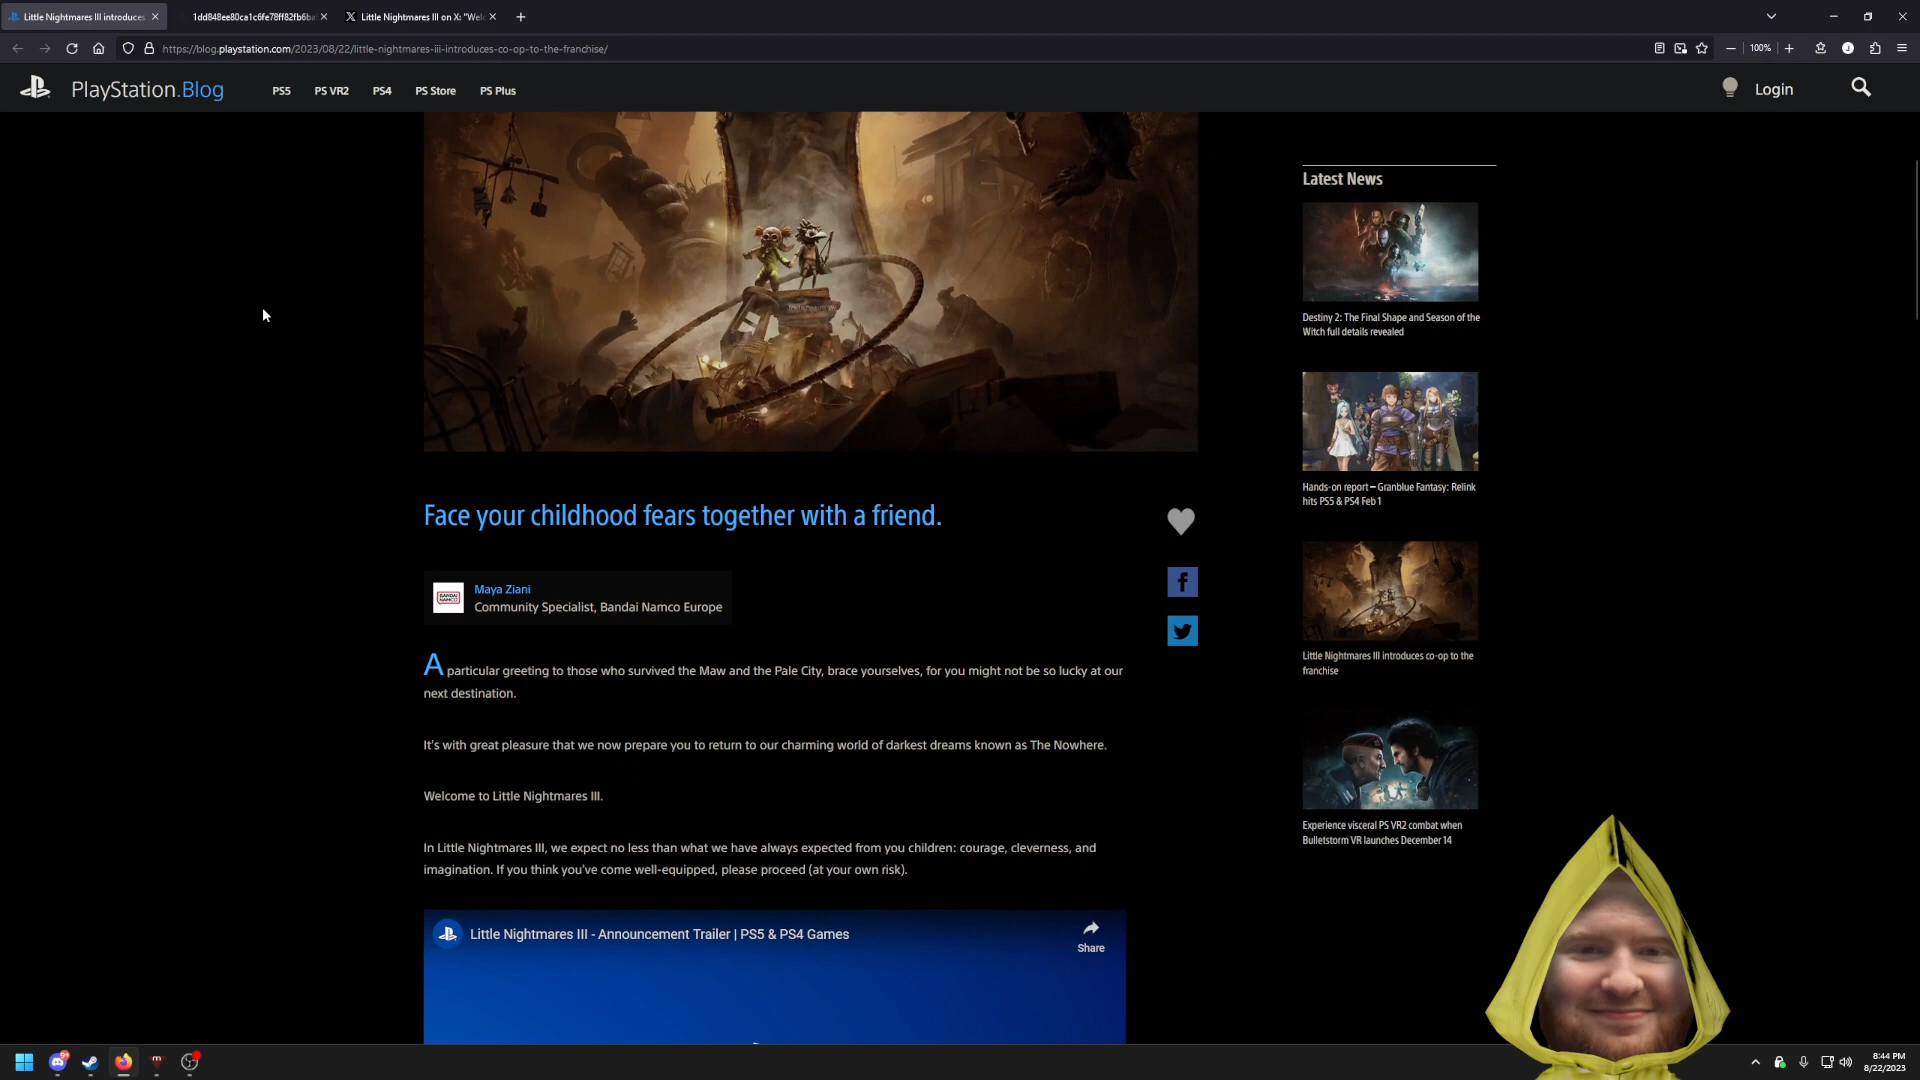 Little Nightmares III introduces
1dd848ee80ca1c6fe78ff82fb6ba
Little Nightmares III on X: "Welc
https://blog.playstation.com/2023/08/22/little-nightmares-iii-introduces-co-op-to-the-franchise/
100%
PlayStation.Blog
PS5
PS VR2
PS4
PS Store
PS Plus
Login
Face your childhood fears together with a friend.
BANDAI NAMCO
Maya Ziani
Community Specialist, Bandai Namco Europe
A particular greeting to those who survived the Maw and the Pale City, brace yourselves, for you might not be so lucky at our
next destination.
It's with great pleasure that we now prepare you to return to our charming world of darkest dreams known as The Nowhere.
Welcome to Little Nightmares III.
In Little Nightmares III, we expect no less than what we have always expected from you children: courage, cleverness, and
imagination. If you think you've come well-equipped, please proceed (at your own risk).
Little Nightmares III - Announcement Trailer | PS5 & PS4 Games
Share
Latest News
Destiny 2: The Final Shape and Season of the
Witch full details revealed
Hands-on report – Granblue Fantasy: Relink
hits PS5 & PS4 Feb 1
Little Nightmares III introduces co-op to the
franchise
Experience visceral PS VR2 combat when
Bulletstorm VR launches December 14
8:44 PM
8/22/2023